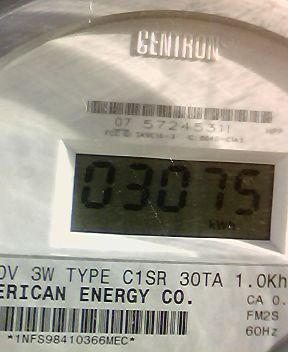 CENTRON
07 57245311
03075
kWh
0V 3W TYPE C1SR 30TA 1.0Kh
ERICAN ENERGY CO.
CA 0.
FM2S
60Hz
*1NFS98410366MEC*